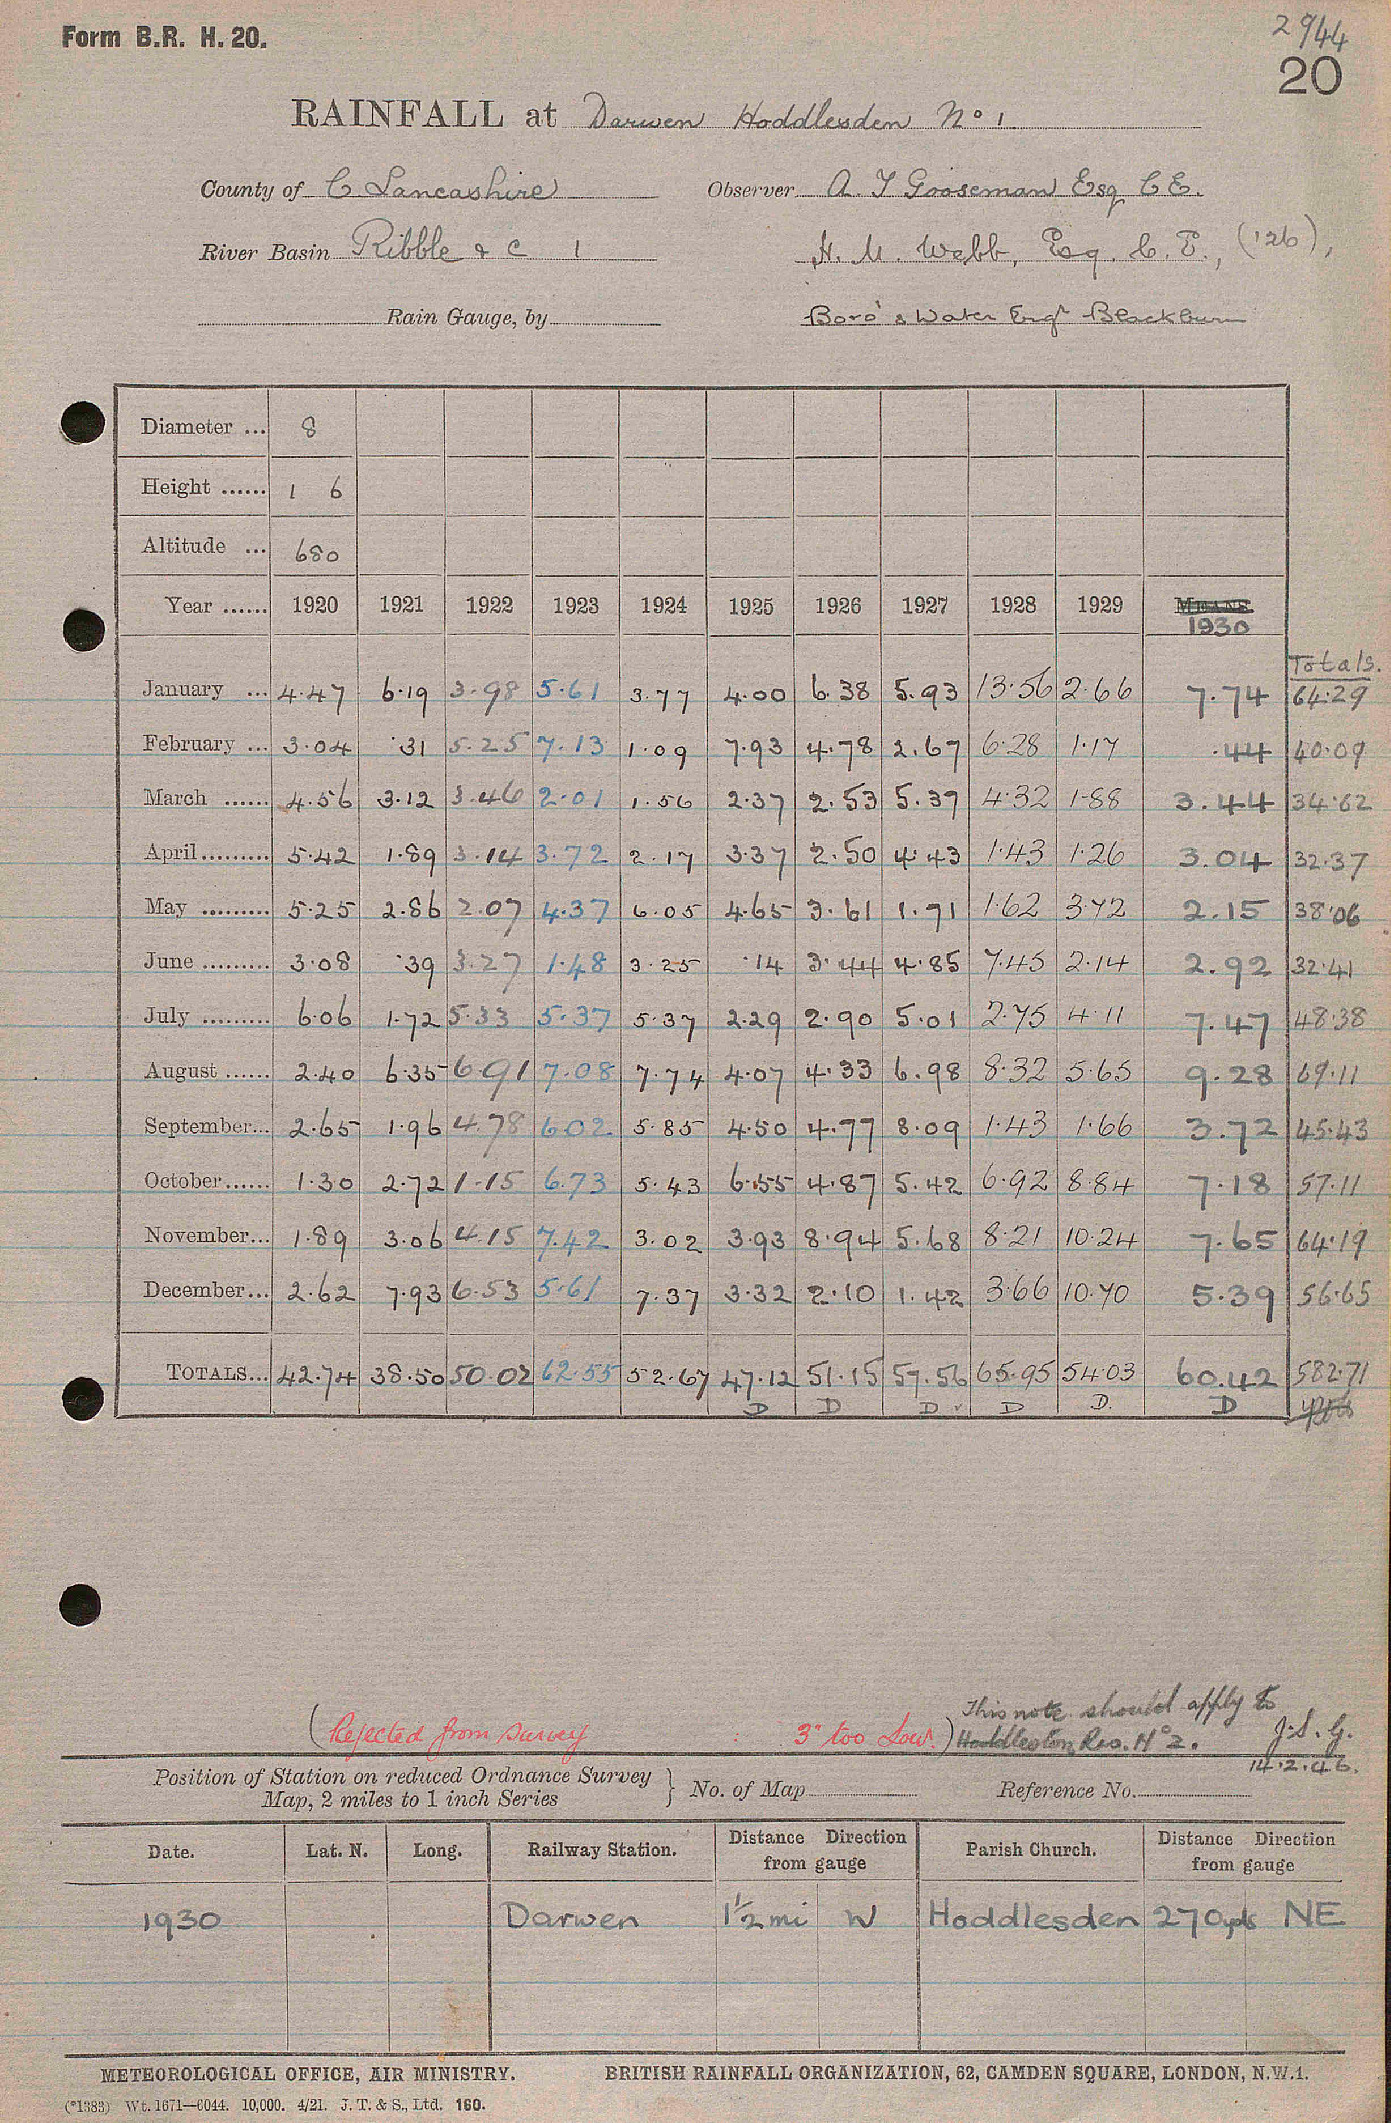 Form B.R. H. 20.
2944
20
RAINFALL at Darwen Hoddlesden No 1
County of C Lancashire Observer A. T Gooseman Esq C E.
River Basin Ribble & C 1 H. M. Webb, Esq. C. E., (126),
Rain Gauge, by Boro' & Water Engr Blackburn
Diameter ... 8
Height ...... 1 6
Altitude ... 680
Year ...... 1920 1921 1922 1923 1924 1925 1926 1927 1928 1929 MEANS 1930
Totals.
January ... 4.47 6.19 3.98 5.61 3.77 4.00 6.38 5.93 13.56 2.66 7.74 64.29
February ... 3.04 .31 5.25 7.13 1.09 7.93 4.78 2.67 6.28 1.17 .44 40.09
March ...... 4.56 3.12 3.46 2.01 1.56 2.37 2.53 5.37 4.32 1.88 3.44 34.62
April ......... 5.42 1.89 3.14 3.72 2.17 3.37 2.50 4.43 1.43 1.26 3.04 32.37
May ......... 5.25 2.86 2.07 4.37 6.05 4.65 3.61 1.71 1.62 3.72 2.15 38.06
June ......... 3.08 .39 3.27 1.48 3.25 .14 3.44 4.85 7.45 2.14 2.92 32.41
July ......... 6.06 1.72 5.33 5.37 5.37 2.29 2.90 5.01 2.75 4.11 7.47 48.38
August ...... 2.40 6.35 6.91 7.08 7.74 4.07 4.33 6.98 8.32 5.65 9.28 69.11
September... 2.65 1.96 4.78 6.02 5.85 4.50 4.77 8.09 1.43 1.66 3.72 45.43
October...... 1.30 2.72 1.15 6.73 5.43 6.55 4.87 5.42 6.92 8.84 7.18 57.11
November... 1.89 3.06 4.15 7.42 3.02 3.93 8.94 5.68 8.21 10.24 7.65 64.19
December... 2.62 7.93 6.53 5.61 7.37 3.32 2.10 1.42 3.66 10.70 5.39 56.65
TOTALS... 42.74 38.50 50.02 62.55 52.67 47.12 51.15 57.56 65.95 54.03 60.42 582.71
D D D D D. D
This note should apply to
(Rejected from survey : 3" too Low.) Hoddleston Res. No 2. J.S.G.
14.2.46.
Position of Station on reduced Ordnance Survey
Map, 2 miles to 1 inch Series } No. of Map Reference No.
Date. Lat. N. Long. Railway Station. Distance Direction from gauge Parish Church. Distance Direction from gauge
1930 Darwen 1½ mi W Hoddlesden 270yds NE
METEOROLOGICAL OFFICE, AIR MINISTRY. BRITISH RAINFALL ORGANIZATION, 62, CAMDEN SQUARE, LONDON, N.W.1.
(*1383) Wt. 1671—6044. 10,000. 4/21. J. T. & S., Ltd. 160.